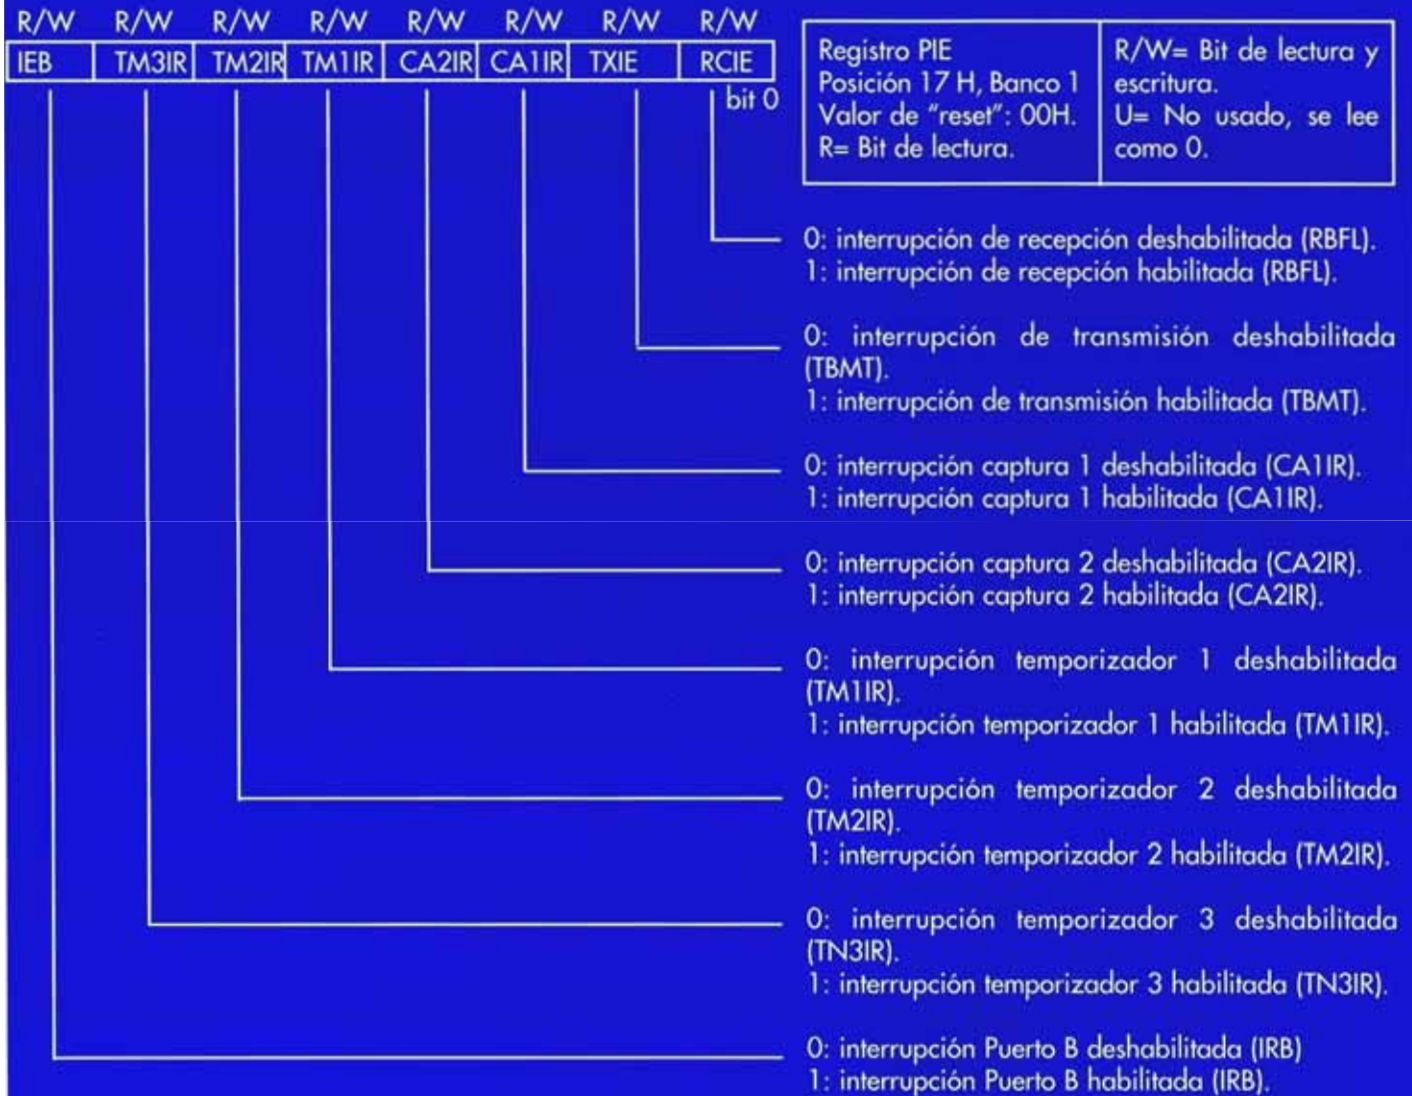 R/W R/W R/W R/W R/W R/W R/W R/W
IEB TM3IR TM2IR TM1IR CA2IR CA1IR TXIE RCIE
bit 0
Registro PIE
Posición 17 H, Banco 1
Valor de "reset": 00H.
R= Bit de lectura.
R/W= Bit de lectura y
escritura.
U= No usado, se lee
como 0.
0: interrupción de recepción deshabilitada (RBFL).
1: interrupción de recepción habilitada (RBFL).
0: interrupción de transmisión deshabilitada
(TBMT).
1: interrupción de transmisión habilitada (TBMT).
0: interrupción captura 1 deshabilitada (CA1IR).
1: interrupción captura 1 habilitada (CA1IR).
0: interrupción captura 2 deshabilitada (CA2IR).
1: interrupción captura 2 habilitada (CA2IR).
0: interrupción temporizador 1 deshabilitada
(TM1IR).
1: interrupción temporizador 1 habilitada (TM1IR).
0: interrupción temporizador 2 deshabilitada
(TM2IR).
1: interrupción temporizador 2 habilitada (TM2IR).
0: interrupción temporizador 3 deshabilitada
(TN3IR).
1: interrupción temporizador 3 habilitada (TN3IR).
0: interrupción Puerto B deshabilitada (IRB)
1: interrupción Puerto B habilitada (IRB).